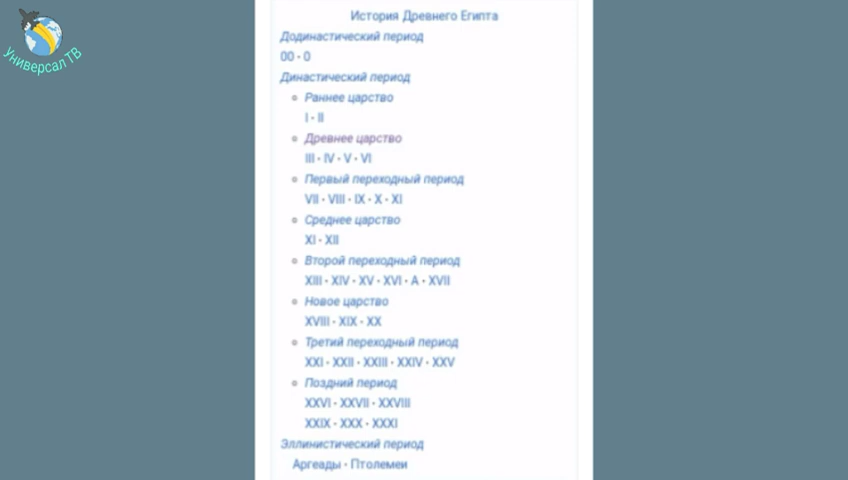 Универсал ТВ
История Древнего Египта
Додинастический период
00 • 0
Династический период
Раннее царство
I • II
Древнее царство
III • IV • V • VI
Первый переходный период
VII • VIII • IX • X • XI
Среднее царство
XI • XII
Второй переходный период
XIII • XIV • XV • XVI • A • XVII
Новое царство
XVIII • XIX • XX
Третий переходный период
XXI • XXII • XXIII • XXIV • XXV
Поздний период
XXVI • XXVII • XXVIII
XXIX • XXX • XXXI
Эллинистический период
Аргеады • Птолемеи